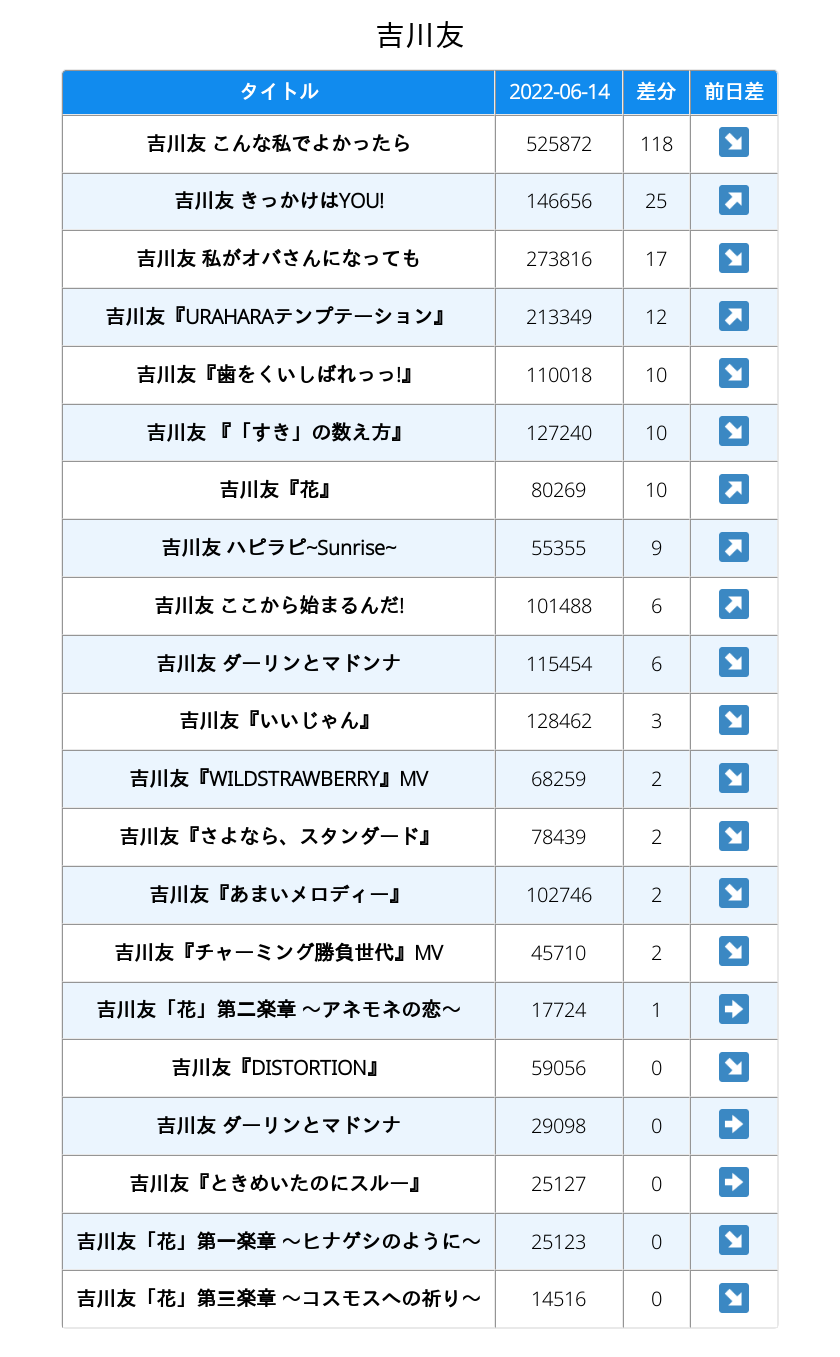 吉川友
タイトル 2022-06-14 差分 前日差
吉川友 こんな私でよかったら 525872 118 ↘
吉川友 きっかけはYOU! 146656 25 ↗
吉川友 私がオバさんになっても 273816 17 ↘
吉川友『URAHARAテンプテーション』 213349 12 ↗
吉川友『歯をくいしばれっっ!』 110018 10 ↘
吉川友 『「すき」の数え方』 127240 10 ↘
吉川友『花』 80269 10 ↗
吉川友 ハピラピ~Sunrise~ 55355 9 ↗
吉川友 ここから始まるんだ! 101488 6 ↗
吉川友 ダーリンとマドンナ 115454 6 ↘
吉川友『いいじゃん』 128462 3 ↘
吉川友『WILDSTRAWBERRY』MV 68259 2 ↘
吉川友『さよなら、スタンダード』 78439 2 ↘
吉川友『あまいメロディー』 102746 2 ↘
吉川友『チャーミング勝負世代』MV 45710 2 ↘
吉川友「花」第二楽章 〜アネモネの恋〜 17724 1 ➡
吉川友『DISTORTION』 59056 0 ↘
吉川友 ダーリンとマドンナ 29098 0 ➡
吉川友『ときめいたのにスルー』 25127 0 ➡
吉川友「花」第一楽章 〜ヒナゲシのように〜 25123 0 ↘
吉川友「花」第三楽章 〜コスモスへの祈り〜 14516 0 ↘